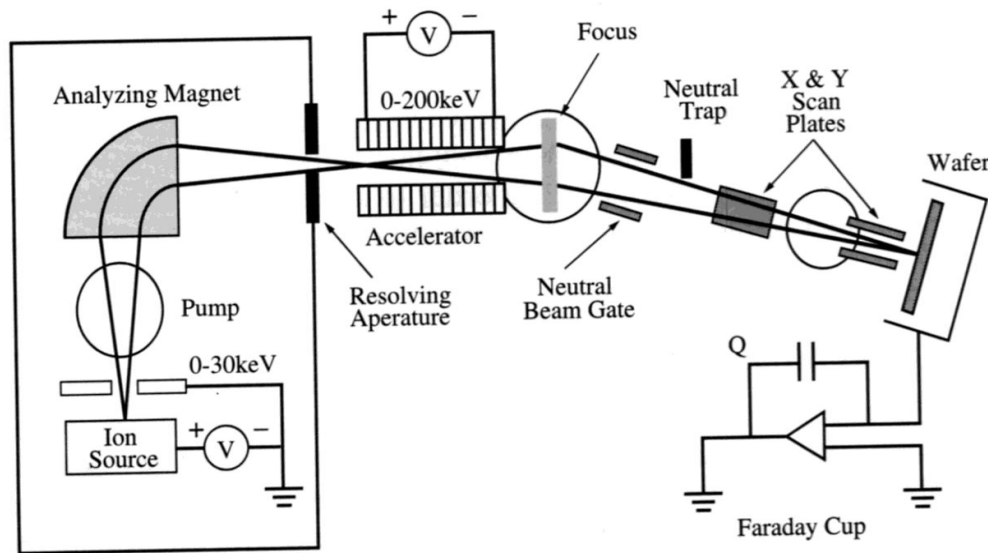 + V −
Focus
Analyzing Magnet
0-200keV
Neutral
Trap
X & Y
Scan
Plates
Wafer
Accelerator
Pump
Resolving
Aperature
Neutral
Beam Gate
0-30keV
Q
Ion
Source
+ V −
Faraday Cup